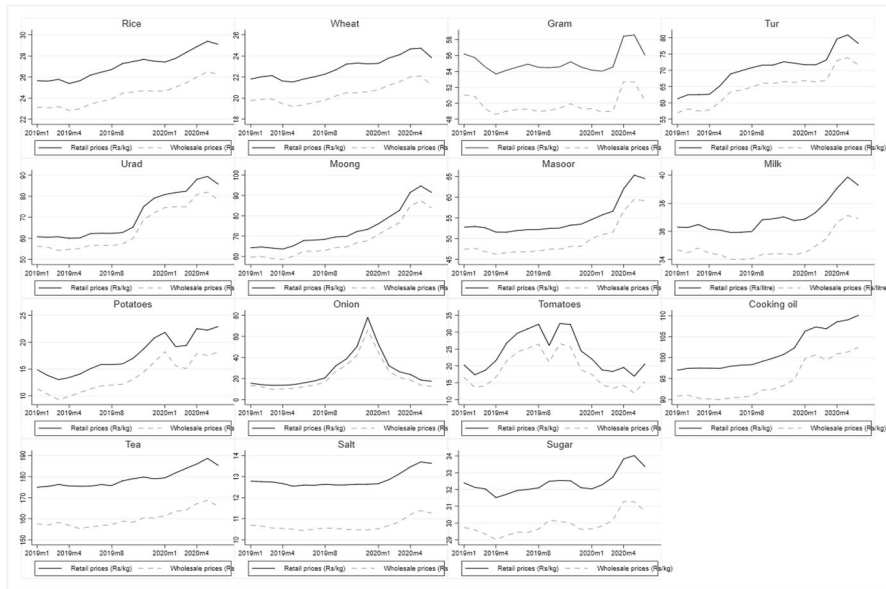 Rice Wheat Gram Tur
30 28 26 24 22
26 24 22 20 18
58 56 54 52 50 48
80 75 70 65 60 55
2019m1 2019m4 2019m8 2020m1 2020m4 2019m1 2019m4 2019m8 2020m1 2020m4 2019m1 2019m4 2019m8 2020m1 2020m4 2019m1 2019m4 2019m8 2020m1 2020m4
Retail prices (Rs/kg) Wholesale prices (Rs Retail prices (Rs/kg) Wholesale prices (Rs Retail prices (Rs/kg) Wholesale prices (Rs Retail prices (Rs/kg) Wholesale prices (Rs/kg)
Urad Moong Masoor Milk
90 80 70 60 50
100 90 80 70 60
65 60 55 50 45
40 38 36 34
2019m1 2019m4 2019m8 2020m1 2020m4 2019m1 2019m4 2019m8 2020m1 2020m4 2019m1 2019m4 2019m8 2020m1 2020m4 2019m1 2019m4 2019m8 2020m1 2020m4
Retail prices (Rs/kg) Wholesale prices (Rs Retail prices (Rs/kg) Wholesale prices (Rs Retail prices (Rs/kg) Wholesale prices (Rs Retail prices (Rs/litre) Wholesale prices (Rs/litre)
Potatoes Onion Tomatoes Cooking oil
25 20 15 10
80 60 40 20 0
35 30 25 20 15 10
110 105 100 95 90
2019m1 2019m4 2019m8 2020m1 2020m4 2019m1 2019m4 2019m8 2020m1 2020m4 2019m1 2019m4 2019m8 2020m1 2020m4 2019m1 2019m4 2019m8 2020m1 2020m4
Retail prices (Rs/kg) Wholesale prices (Rs Retail prices (Rs/kg) Wholesale prices (Rs Retail prices (Rs/kg) Wholesale prices (Rs Retail prices (Rs/kg) Wholesale prices (Rs/kg)
Tea Salt Sugar
190 180 170 160 150
14 13 12 11 10
34 33 32 31 30 29
2019m1 2019m4 2019m8 2020m1 2020m4 2019m1 2019m4 2019m8 2020m1 2020m4 2019m1 2019m4 2019m8 2020m1 2020m4
Retail prices (Rs/kg) Wholesale prices (Rs Retail prices (Rs/kg) Wholesale prices (Rs Retail prices (Rs/kg) Wholesale prices (Rs/kg)